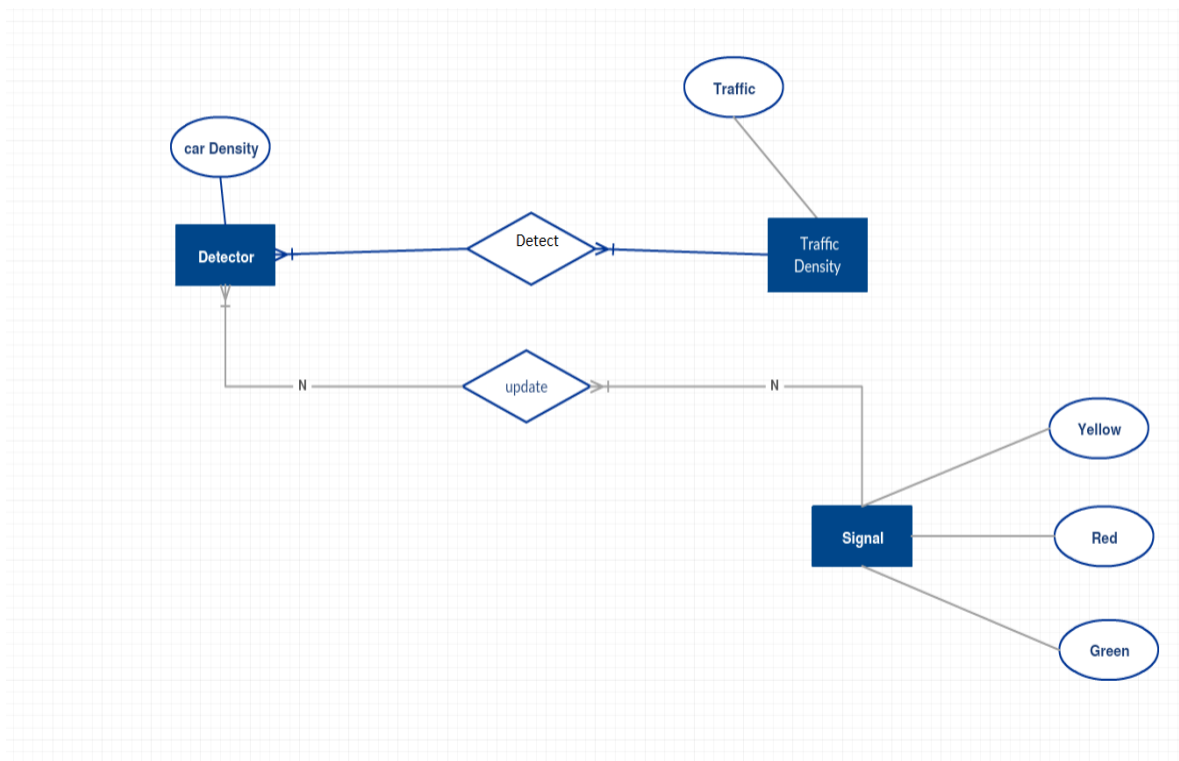 Traffic
car Density
Detect
Detector
Traffic
Density
N
update
N
Yellow
Signal
Red
Green